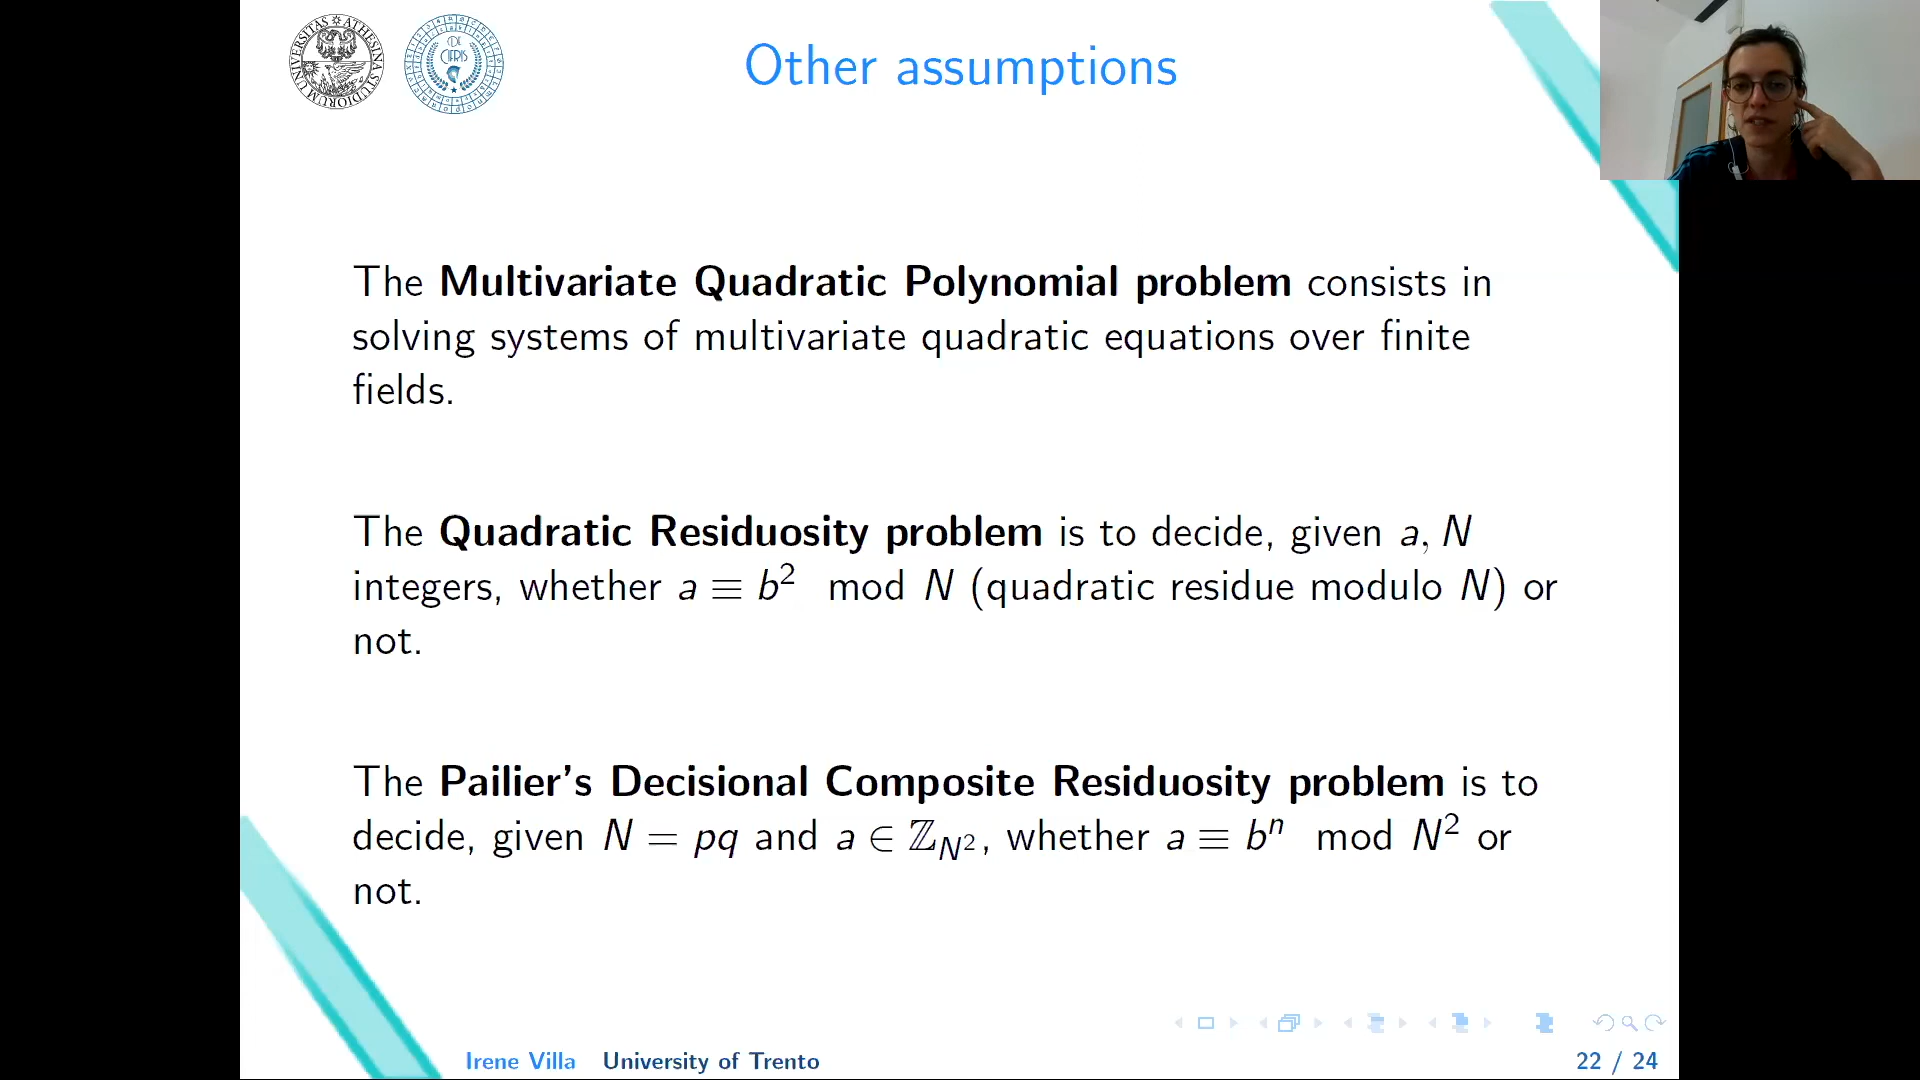 Other assumptions
The Multivariate Quadratic Polynomial problem consists in
solving systems of multivariate quadratic equations over finite
fields.
The Quadratic Residuosity problem is to decide, given a, N
integers, whether a ≡ b² mod N (quadratic residue modulo N) or
not.
The Pailier's Decisional Composite Residuosity problem is to
decide, given N = pq and a ∈ ℤ_{N²}, whether a ≡ bⁿ mod N² or
not.
Irene Villa University of Trento
22 / 24